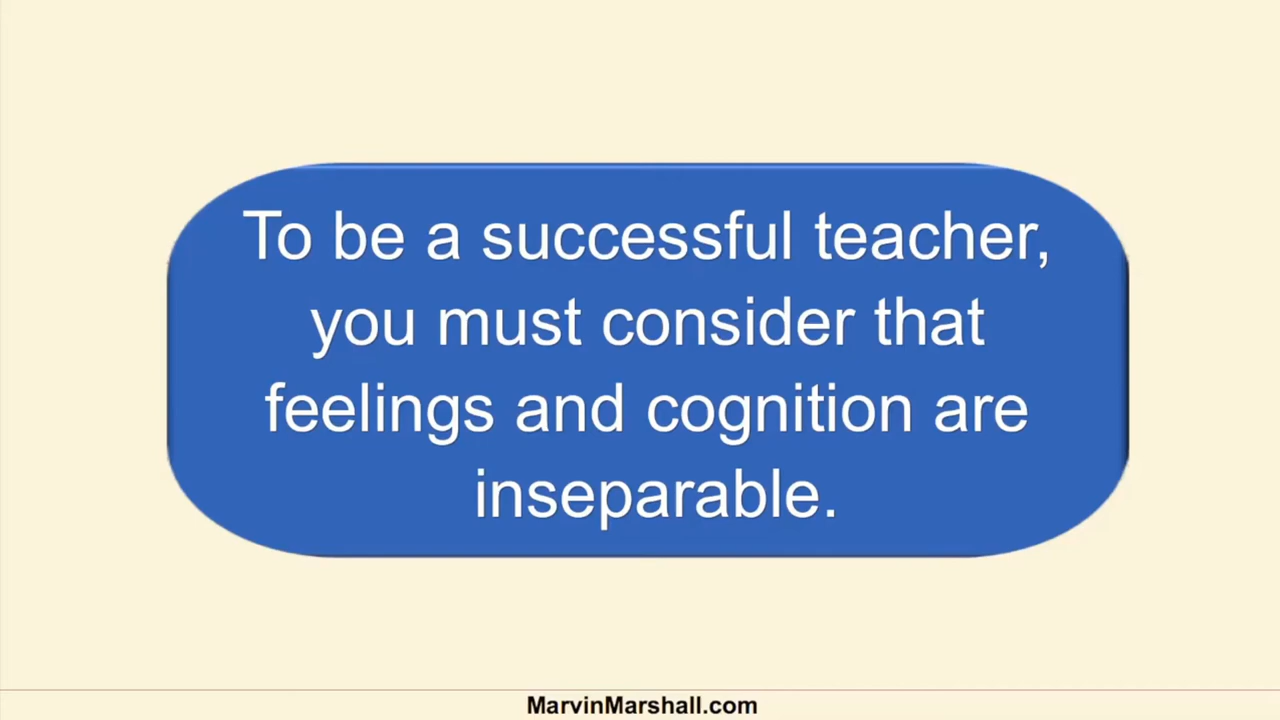 To be a successful teacher,
you must consider that
feelings and cognition are
inseparable.
MarvinMarshall.com